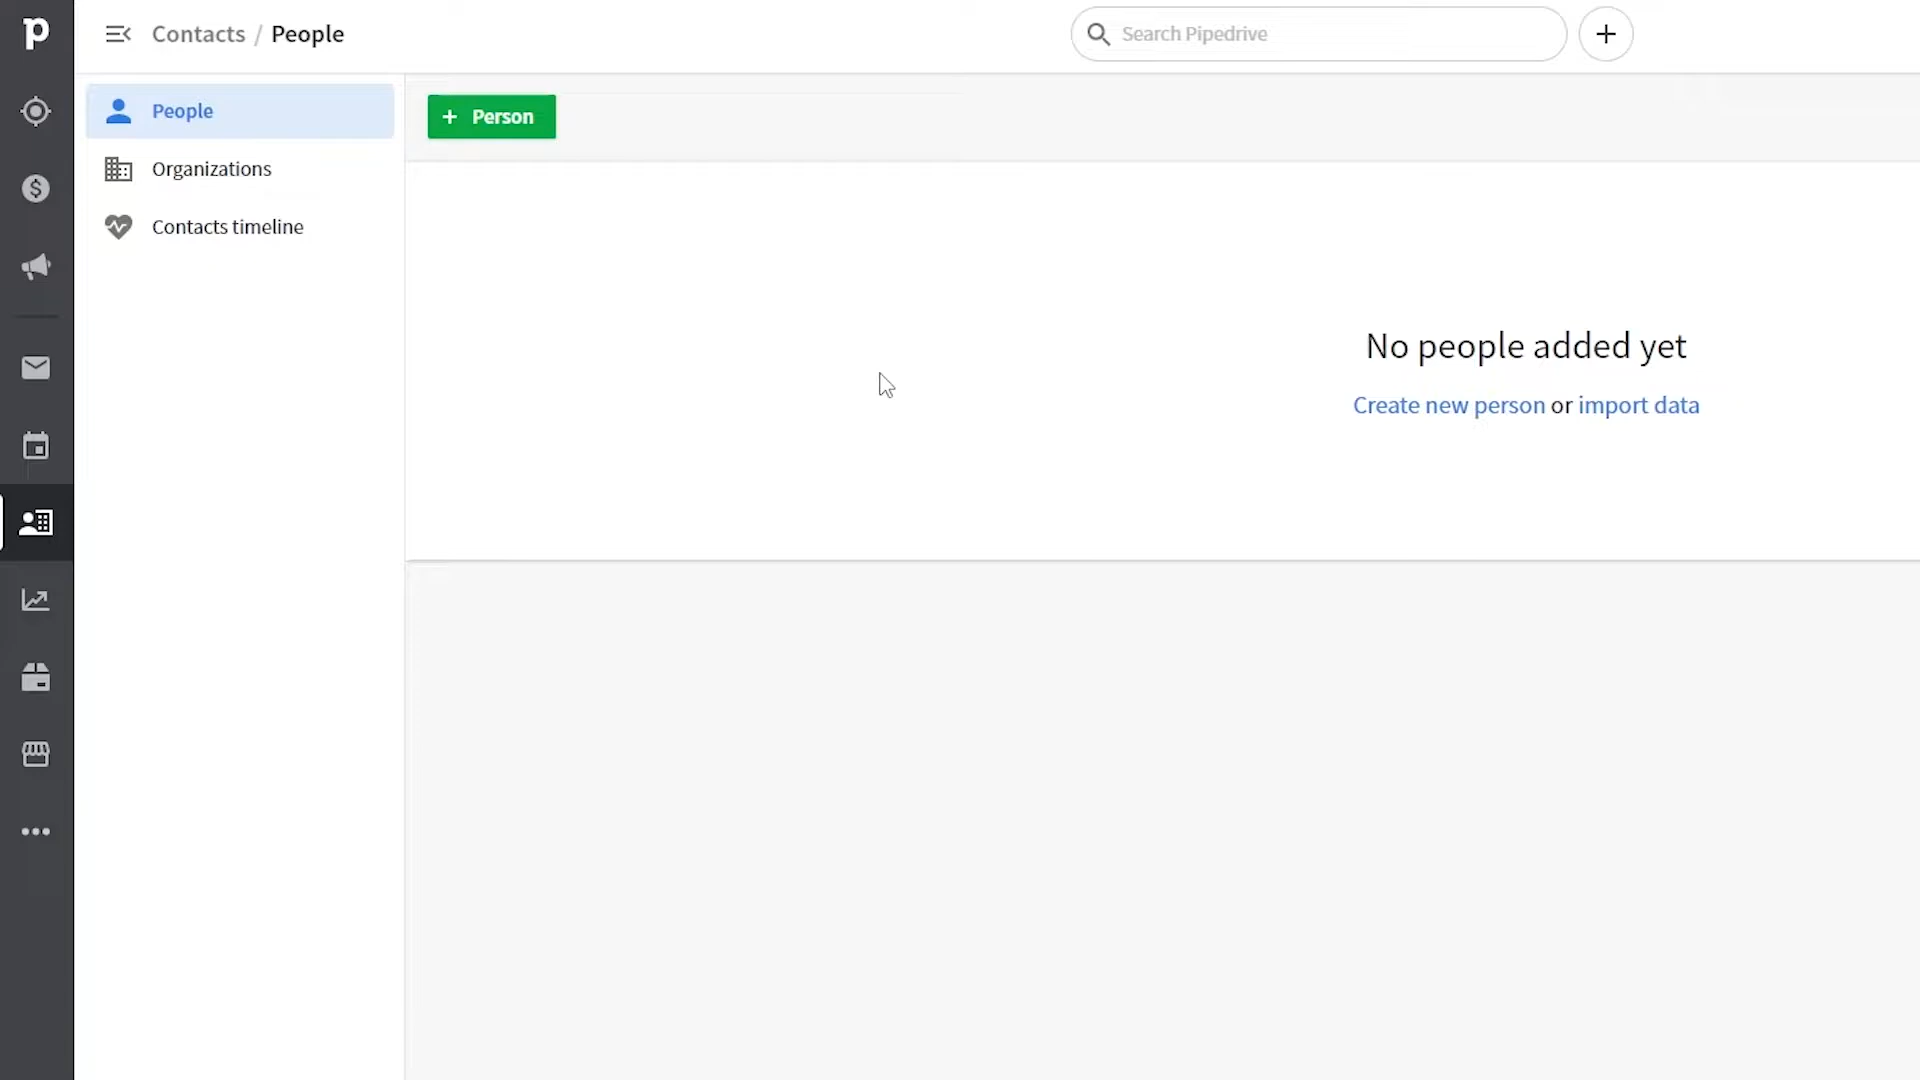 p
Contacts / People
Search Pipedrive
People
Organizations
Contacts timeline
+ Person
No people added yet
Create new person or import data